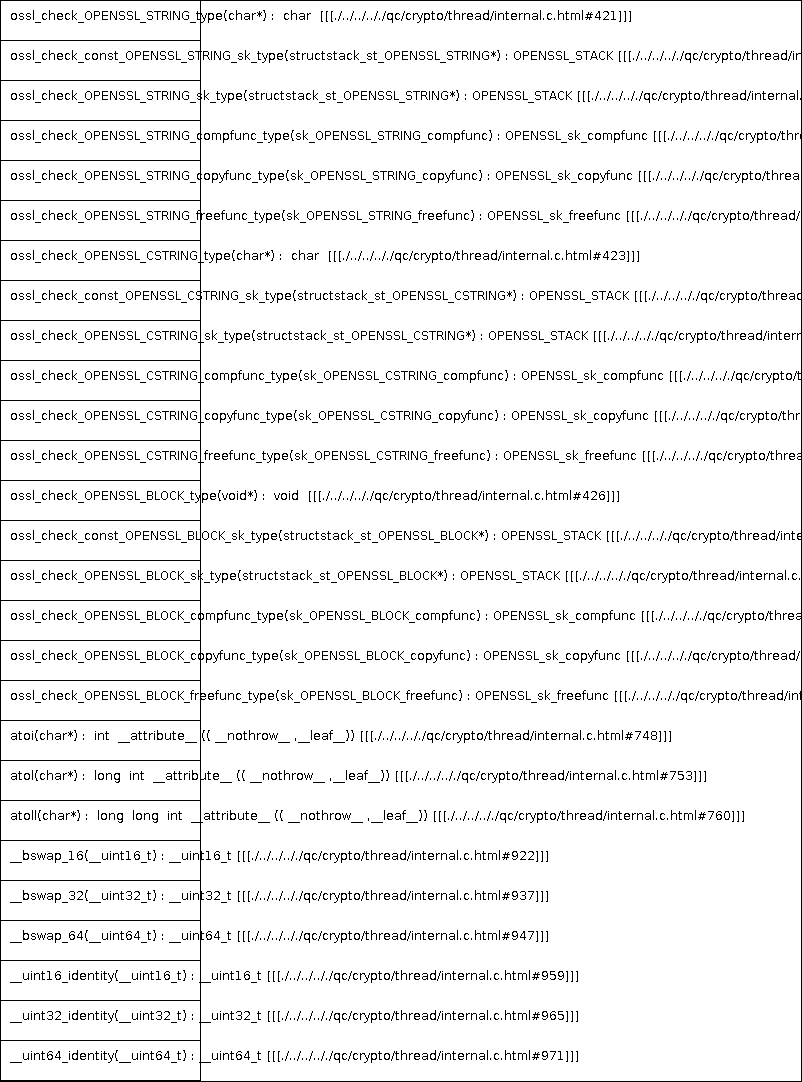 ossl_check_OPENSSL_STRING_type(char*) : char [[[./../../../../qc/crypto/thread/internal.c.html#421]]]
ossl_check_const_OPENSSL_STRING_sk_type(structstack_st_OPENSSL_STRING*) : OPENSSL_STACK [[[./../../../../qc/crypto/thread/in
ossl_check_OPENSSL_STRING_sk_type(structstack_st_OPENSSL_STRING*) : OPENSSL_STACK [[[./../../../../qc/crypto/thread/internal.
ossl_check_OPENSSL_STRING_compfunc_type(sk_OPENSSL_STRING_compfunc) : OPENSSL_sk_compfunc [[[./../../../../qc/crypto/thre
ossl_check_OPENSSL_STRING_copyfunc_type(sk_OPENSSL_STRING_copyfunc) : OPENSSL_sk_copyfunc [[[./../../../../qc/crypto/threa
ossl_check_OPENSSL_STRING_freefunc_type(sk_OPENSSL_STRING_freefunc) : OPENSSL_sk_freefunc [[[./../../../../qc/crypto/thread/
ossl_check_OPENSSL_CSTRING_type(char*) : char [[[./../../../../qc/crypto/thread/internal.c.html#423]]]
ossl_check_const_OPENSSL_CSTRING_sk_type(structstack_st_OPENSSL_CSTRING*) : OPENSSL_STACK [[[./../../../../qc/crypto/thread
ossl_check_OPENSSL_CSTRING_sk_type(structstack_st_OPENSSL_CSTRING*) : OPENSSL_STACK [[[./../../../../qc/crypto/thread/intern
ossl_check_OPENSSL_CSTRING_compfunc_type(sk_OPENSSL_CSTRING_compfunc) : OPENSSL_sk_compfunc [[[./../../../../qc/crypto/t
ossl_check_OPENSSL_CSTRING_copyfunc_type(sk_OPENSSL_CSTRING_copyfunc) : OPENSSL_sk_copyfunc [[[./../../../../qc/crypto/thr
ossl_check_OPENSSL_CSTRING_freefunc_type(sk_OPENSSL_CSTRING_freefunc) : OPENSSL_sk_freefunc [[[./../../../../qc/crypto/threa
ossl_check_OPENSSL_BLOCK_type(void*) : void [[[./../../../../qc/crypto/thread/internal.c.html#426]]]
ossl_check_const_OPENSSL_BLOCK_sk_type(structstack_st_OPENSSL_BLOCK*) : OPENSSL_STACK [[[./../../../../qc/crypto/thread/inte
ossl_check_OPENSSL_BLOCK_sk_type(structstack_st_OPENSSL_BLOCK*) : OPENSSL_STACK [[[./../../../../qc/crypto/thread/internal.c.
ossl_check_OPENSSL_BLOCK_compfunc_type(sk_OPENSSL_BLOCK_compfunc) : OPENSSL_sk_compfunc [[[./../../../../qc/crypto/threa
ossl_check_OPENSSL_BLOCK_copyfunc_type(sk_OPENSSL_BLOCK_copyfunc) : OPENSSL_sk_copyfunc [[[./../../../../qc/crypto/thread/
ossl_check_OPENSSL_BLOCK_freefunc_type(sk_OPENSSL_BLOCK_freefunc) : OPENSSL_sk_freefunc [[[./../../../../qc/crypto/thread/int
atoi(char*) : int __attribute__ (( __nothrow__ ,__leaf__)) [[[./../../../../qc/crypto/thread/internal.c.html#748]]]
atol(char*) : long int __attribute__ (( __nothrow__ ,__leaf__)) [[[./../../../../qc/crypto/thread/internal.c.html#753]]]
atoll(char*) : long long int __attribute__ (( __nothrow__ ,__leaf__)) [[[./../../../../qc/crypto/thread/internal.c.html#760]]]
__bswap_16(__uint16_t) : __uint16_t [[[./../../../../qc/crypto/thread/internal.c.html#922]]]
__bswap_32(__uint32_t) : __uint32_t [[[./../../../../qc/crypto/thread/internal.c.html#937]]]
__bswap_64(__uint64_t) : __uint64_t [[[./../../../../qc/crypto/thread/internal.c.html#947]]]
__uint16_identity(__uint16_t) : __uint16_t [[[./../../../../qc/crypto/thread/internal.c.html#959]]]
__uint32_identity(__uint32_t) : __uint32_t [[[./../../../../qc/crypto/thread/internal.c.html#965]]]
__uint64_identity(__uint64_t) : __uint64_t [[[./../../../../qc/crypto/thread/internal.c.html#971]]]